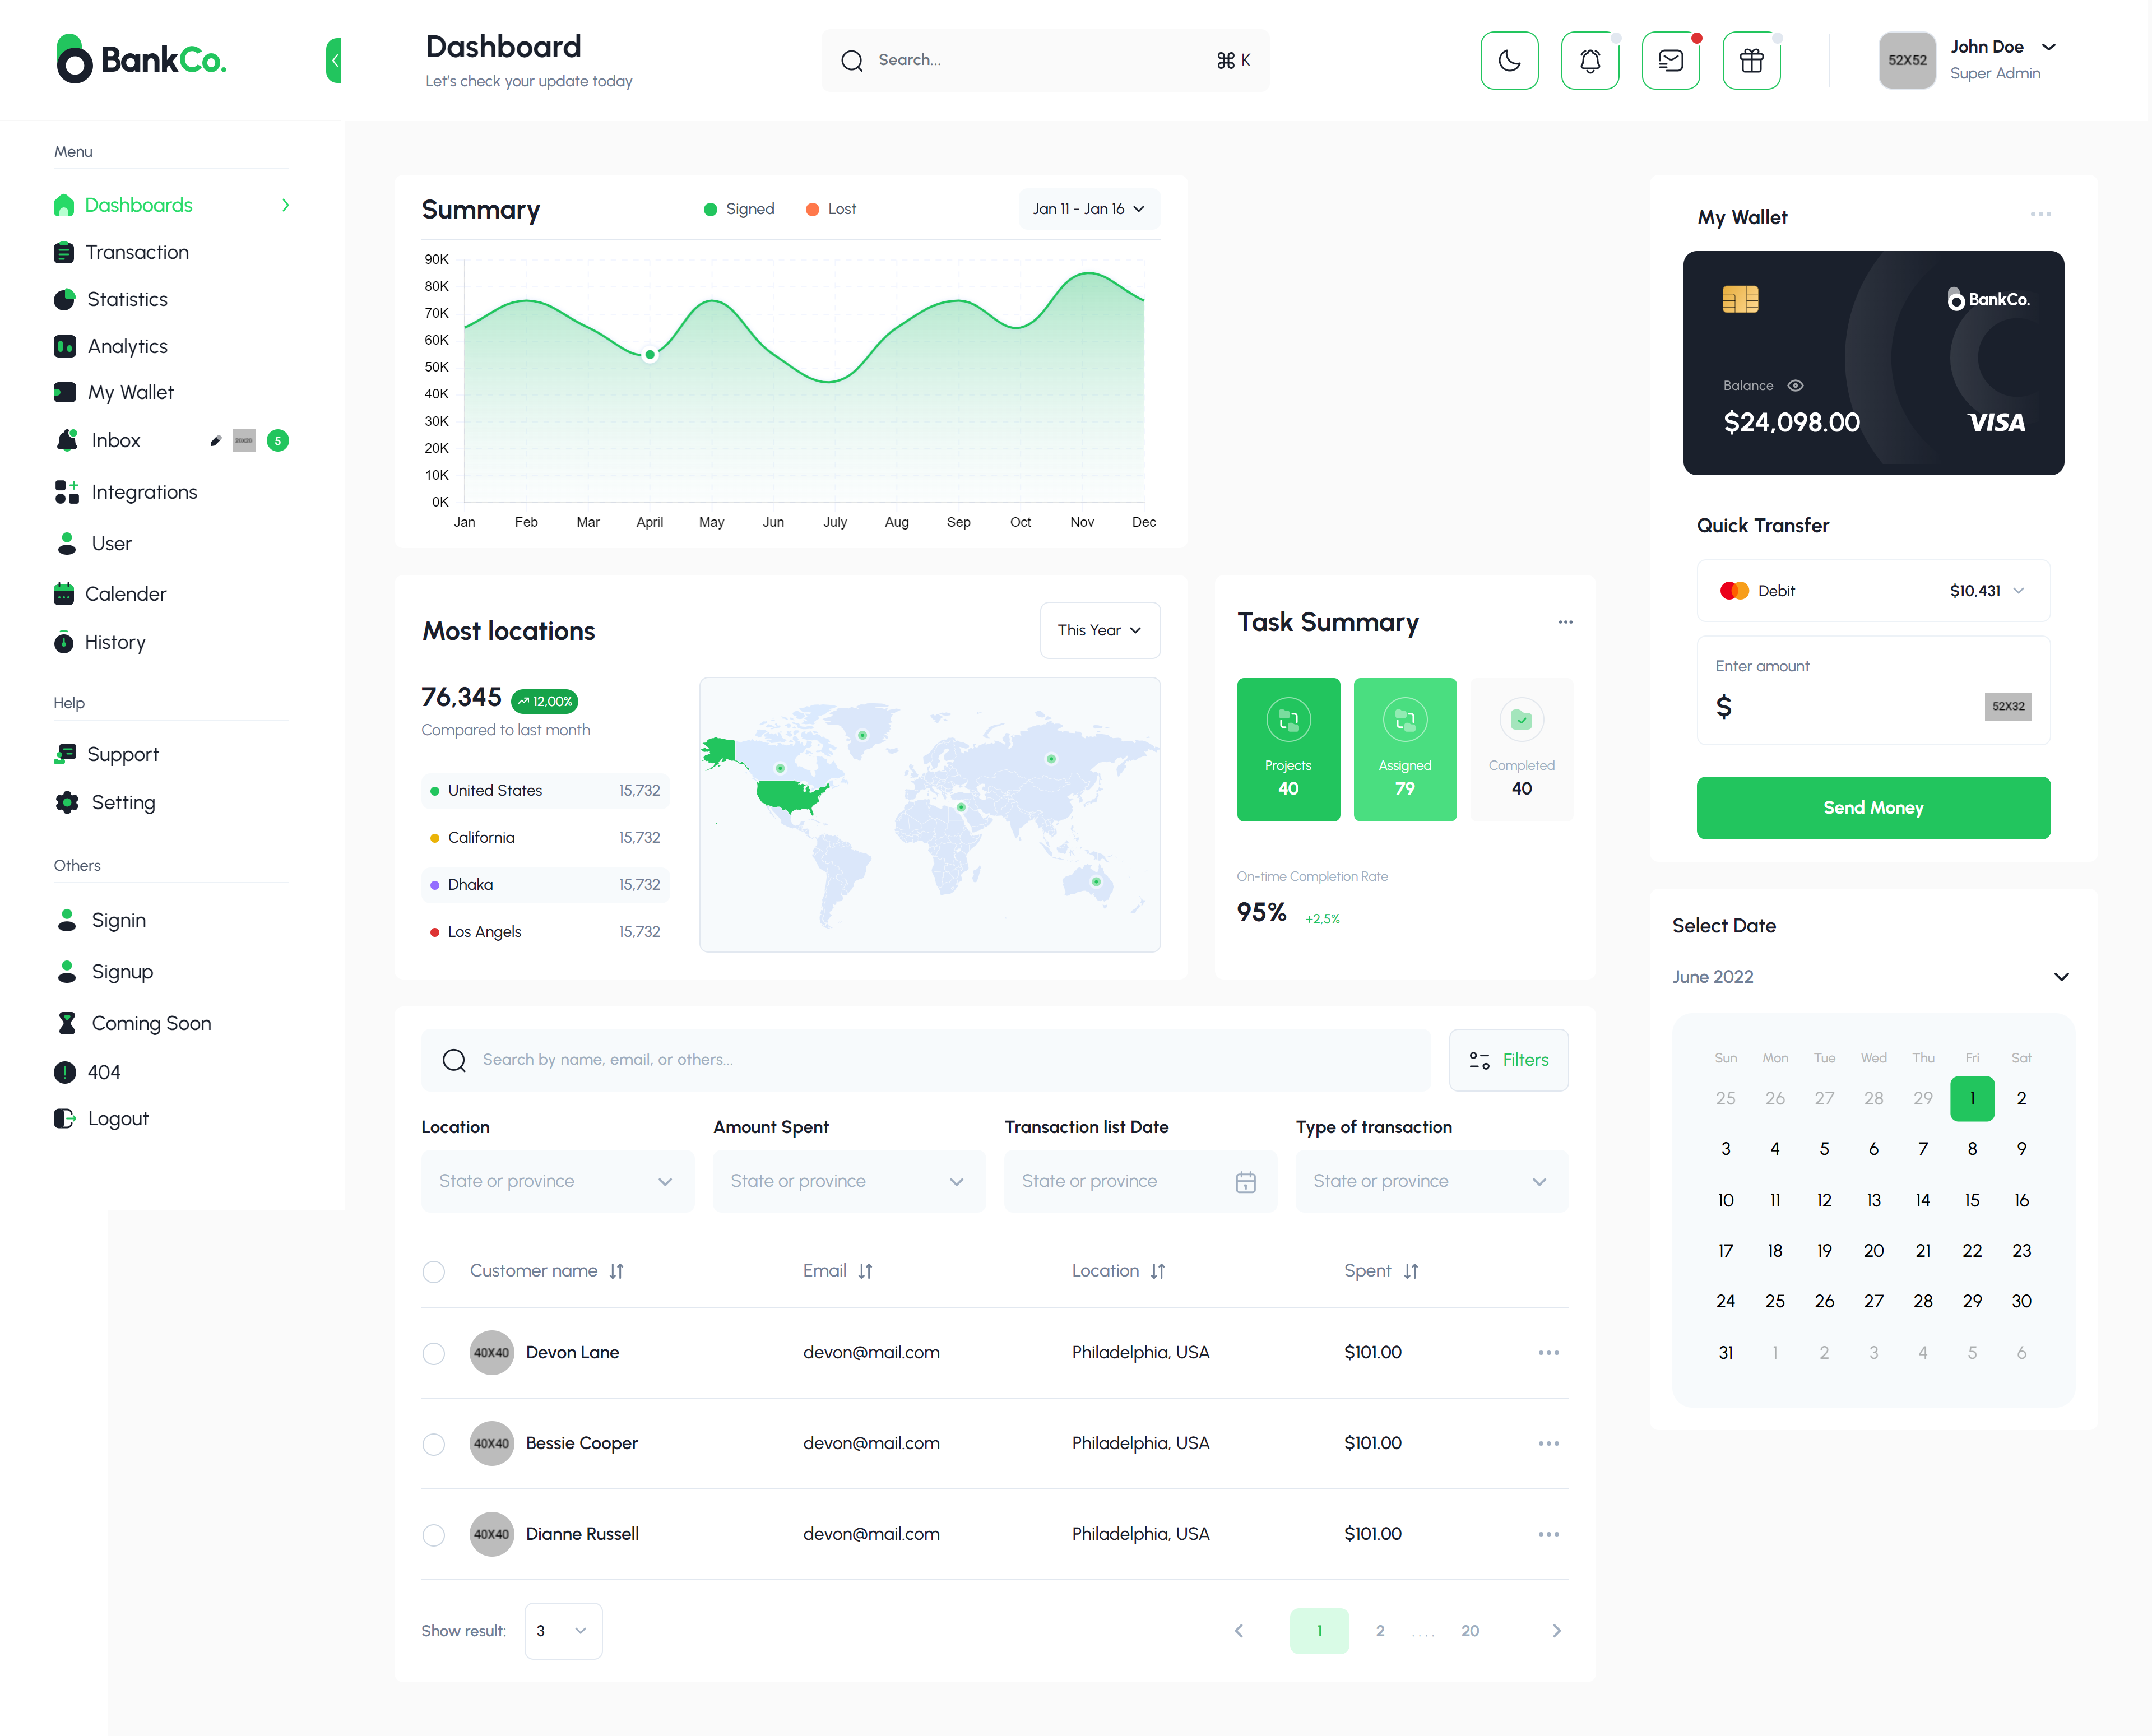 BankCo.
Dashboard
Let's check your update today
Search...
⌘ K
52X52
John Doe
Super Admin
Menu
Dashboards
Transaction
Statistics
Analytics
My Wallet
Inbox
20X20
5
Integrations
User
Calender
History
Help
Support
Setting
Others
Signin
Signup
Coming Soon
404
Logout
Summary
Signed
Lost
Jan 11 - Jan 16
90K
80K
70K
60K
50K
40K
30K
20K
10K
0K
Jan Feb Mar April May Jun July Aug Sep Oct Nov Dec
Most locations
This Year
76,345
12,00%
Compared to last month
United States 15,732
California 15,732
Dhaka 15,732
Los Angels 15,732
Task Summary
Projects
40
Assigned
79
Completed
40
On-time Completion Rate
95% +2.5%
My Wallet
BankCo.
Balance
$24,098.00
VISA
Quick Transfer
Debit $10,431
Enter amount
$
52X32
Send Money
Select Date
June 2022
Sun Mon Tue Wed Thu Fri Sat
25 26 27 28 29 1 2
3 4 5 6 7 8 9
10 11 12 13 14 15 16
17 18 19 20 21 22 23
24 25 26 27 28 29 30
31 1 2 3 4 5 6
Search by name, email, or others...
Filters
Location
State or province
Amount Spent
State or province
Transaction list Date
State or province
1
Type of transaction
State or province
Customer name Email Location Spent
40X40 Devon Lane devon@mail.com Philadelphia, USA $101.00
40X40 Bessie Cooper devon@mail.com Philadelphia, USA $101.00
40X40 Dianne Russell devon@mail.com Philadelphia, USA $101.00
Show result: 3
1 2 .... 20